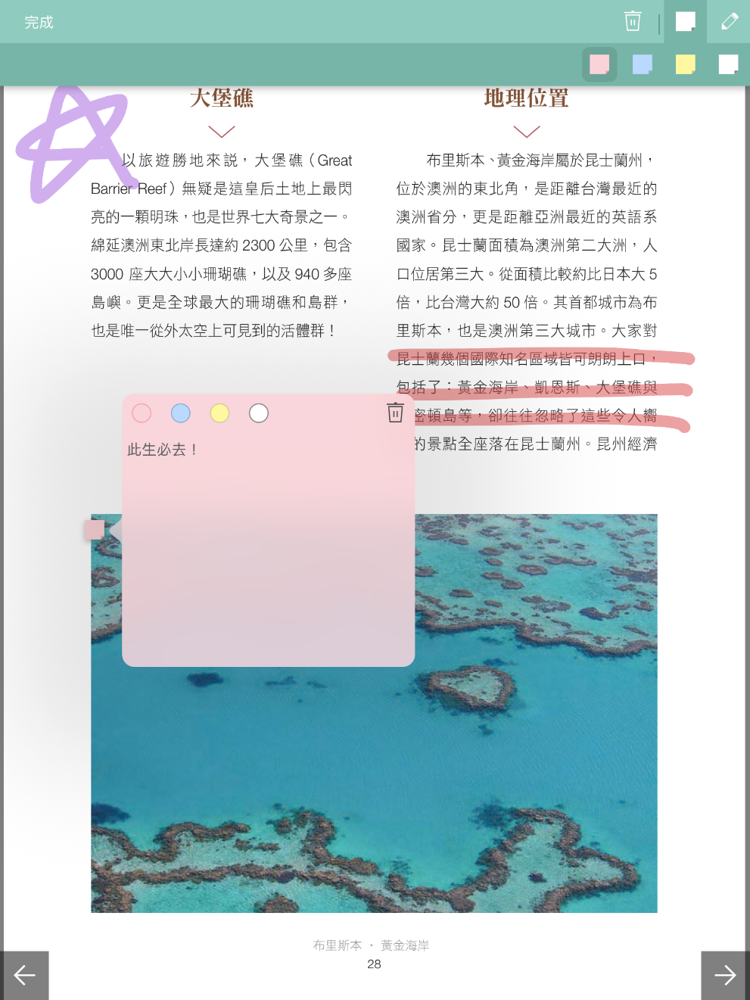 完成
大堡礁
以旅遊勝地來説，大堡礁（Great
Barrier Reef）無疑是這皇后土地上最閃
亮的一顆明珠，也是世界七大奇景之一。
綿延澳洲東北岸長達約 2300 公里，包含
3000 座大大小小珊瑚礁，以及 940 多座
島嶼。更是全球最大的珊瑚礁和島群，
也是唯一從外太空上可見到的活體群！
地理位置
布里斯本、黃金海岸屬於昆士蘭州，
位於澳洲的東北角，是距離台灣最近的
澳洲省分，更是距離亞洲最近的英語系
國家。昆士蘭面積為澳洲第二大洲，人
口位居第三大。從面積比較約比日本大 5
倍，比台灣大約 50 倍。其首都城市為布
里斯本，也是澳洲第三大城市。大家對
昆士蘭幾個國際知名區域皆可朗朗上口，
包括了：黃金海岸、凱恩斯、大堡礁與
密頓島等，卻往往忽略了這些令人嚮
的景點全座落在昆士蘭州。昆州經濟
此生必去！
布里斯本 · 黃金海岸
28